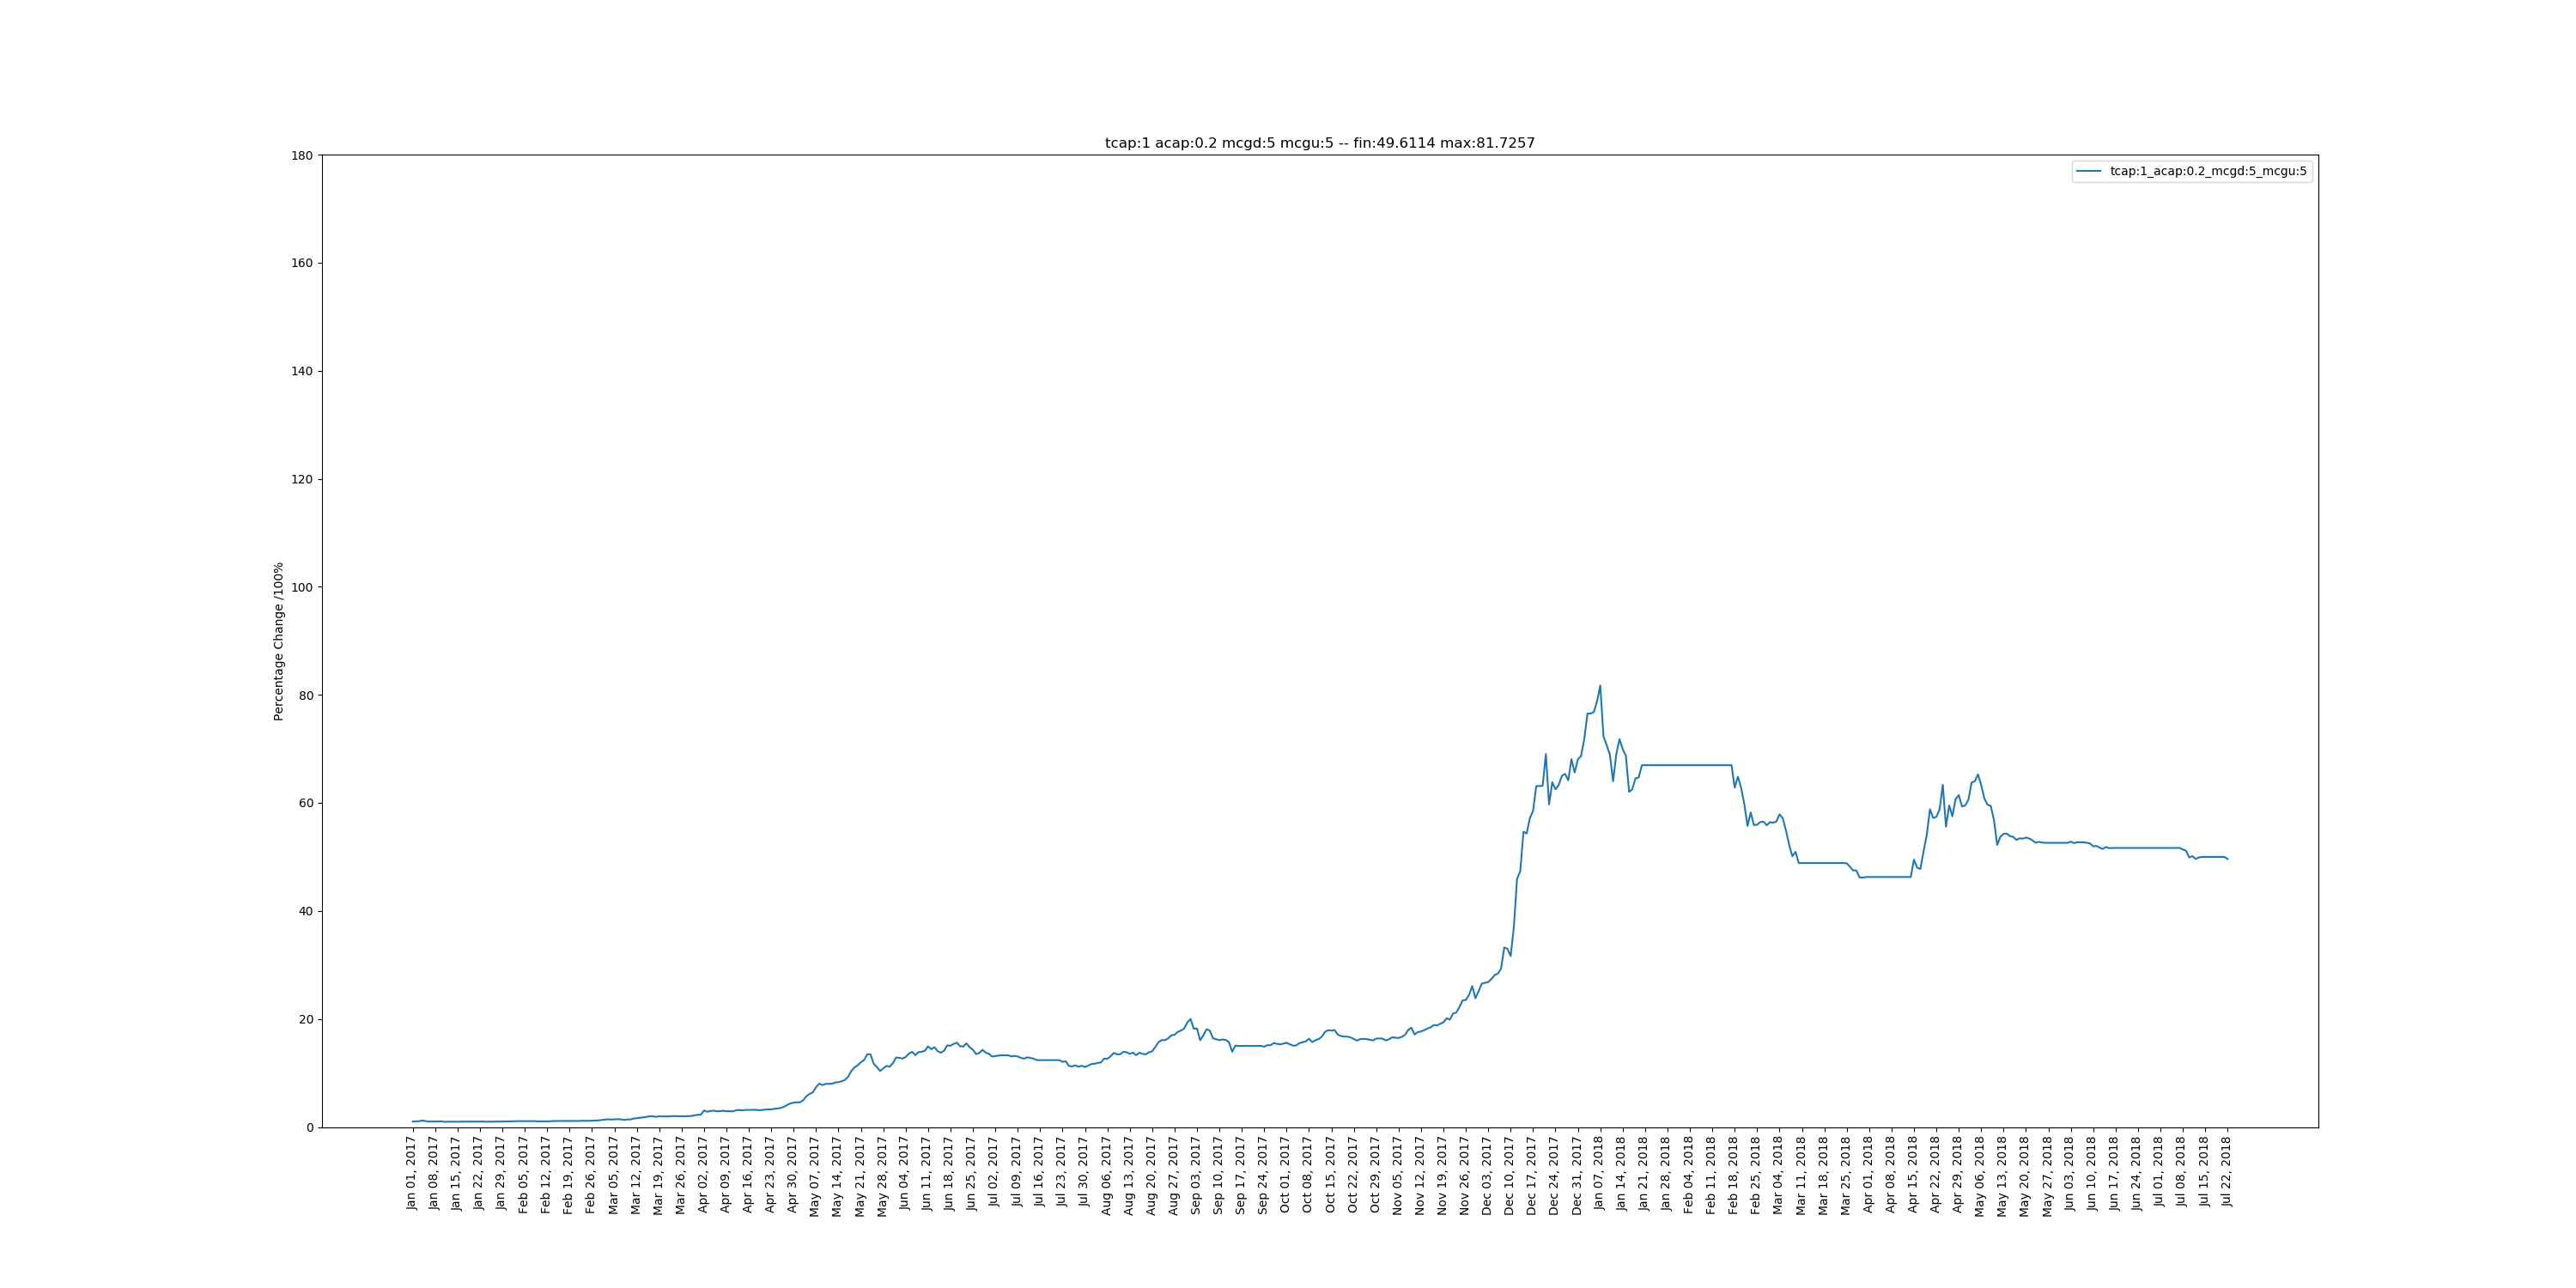 tcap:1 acap:0.2 mcgd:5 mcgu:5 -- fin:49.6114 max:81.7257
tcap:1_acap:0.2_mcgd:5_mcgu:5
Percentage Change /100%
180
160
140
120
100
80
60
40
20
0
Jan 01, 2017
Jan 08, 2017
Jan 15, 2017
Jan 22, 2017
Jan 29, 2017
Feb 05, 2017
Feb 12, 2017
Feb 19, 2017
Feb 26, 2017
Mar 05, 2017
Mar 12, 2017
Mar 19, 2017
Mar 26, 2017
Apr 02, 2017
Apr 09, 2017
Apr 16, 2017
Apr 23, 2017
Apr 30, 2017
May 07, 2017
May 14, 2017
May 21, 2017
May 28, 2017
Jun 04, 2017
Jun 11, 2017
Jun 18, 2017
Jun 25, 2017
Jul 02, 2017
Jul 09, 2017
Jul 16, 2017
Jul 23, 2017
Jul 30, 2017
Aug 06, 2017
Aug 13, 2017
Aug 20, 2017
Aug 27, 2017
Sep 03, 2017
Sep 10, 2017
Sep 17, 2017
Sep 24, 2017
Oct 01, 2017
Oct 08, 2017
Oct 15, 2017
Oct 22, 2017
Oct 29, 2017
Nov 05, 2017
Nov 12, 2017
Nov 19, 2017
Nov 26, 2017
Dec 03, 2017
Dec 10, 2017
Dec 17, 2017
Dec 24, 2017
Dec 31, 2017
Jan 07, 2018
Jan 14, 2018
Jan 21, 2018
Jan 28, 2018
Feb 04, 2018
Feb 11, 2018
Feb 18, 2018
Feb 25, 2018
Mar 04, 2018
Mar 11, 2018
Mar 18, 2018
Mar 25, 2018
Apr 01, 2018
Apr 08, 2018
Apr 15, 2018
Apr 22, 2018
Apr 29, 2018
May 06, 2018
May 13, 2018
May 20, 2018
May 27, 2018
Jun 03, 2018
Jun 10, 2018
Jun 17, 2018
Jun 24, 2018
Jul 01, 2018
Jul 08, 2018
Jul 15, 2018
Jul 22, 2018